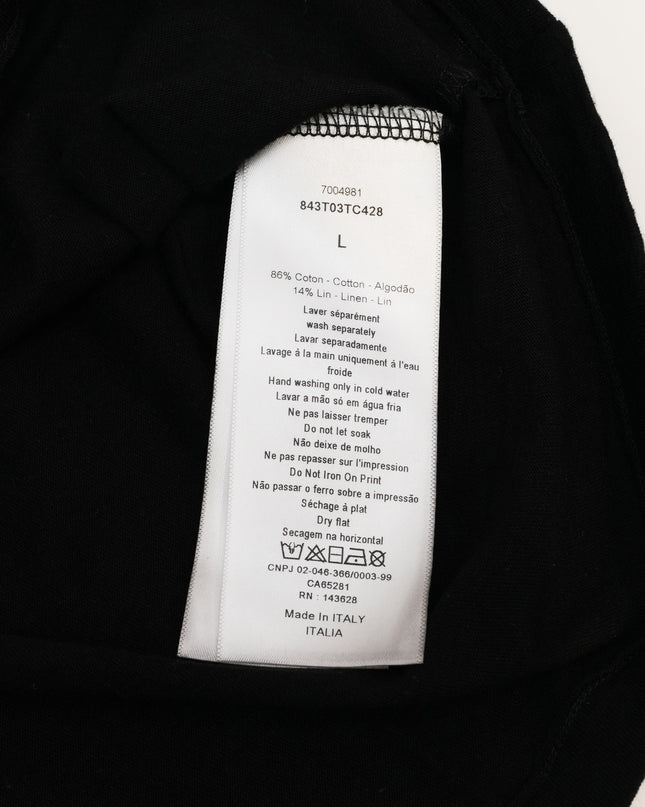 7004981
843T03TC428
L
86% Coton - Cotton - Algodão
14% Lin - Linen - Lin
Laver séparément
wash separately
Lavar separadamente
Lavage à la main uniquement á l'eau
froide
Hand washing only in cold water
Lavar a mão só em água fria
Ne pas laisser tremper
Do not let soak
Não deixe de molho
Ne pas repasser sur l'impression
Do Not Iron On Print
Não passar o ferro sobre a impressão
Séchage á plat
Dry flat
Secagem na horizontal
CNPJ 02-046-366/0003-99
CA65281
RN : 143628
Made In ITALY
ITALIA